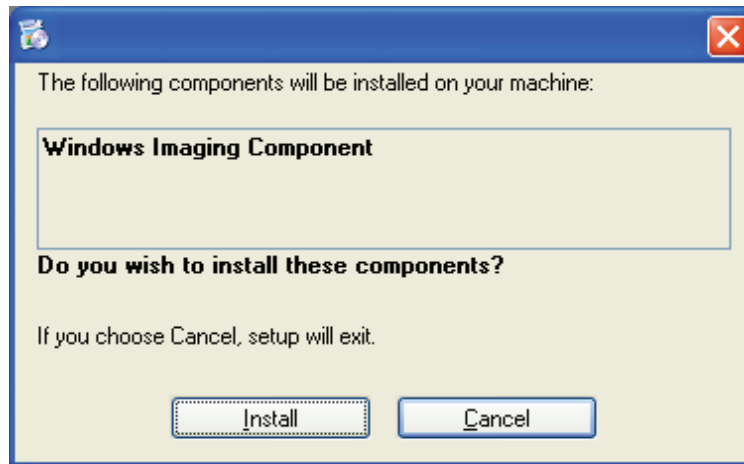 The following components will be installed on your machine:
Windows Imaging Component
Do you wish to install these components?
If you choose Cancel, setup will exit.
Install
Cancel